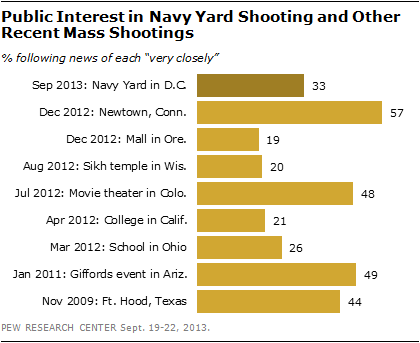 Public Interest in Navy Yard Shooting and Other
Recent Mass Shootings
% following news of each “very closely”
Sep 2013: Navy Yard in D.C. 33
Dec 2012: Newtown, Conn. 57
Dec 2012: Mall in Ore. 19
Aug 2012: Sikh temple in Wis. 20
Jul 2012: Movie theater in Colo. 48
Apr 2012: College in Calif. 21
Mar 2012: School in Ohio 26
Jan 2011: Giffords event in Ariz. 49
Nov 2009: Ft. Hood, Texas 44
PEW RESEARCH CENTER Sept. 19-22, 2013.